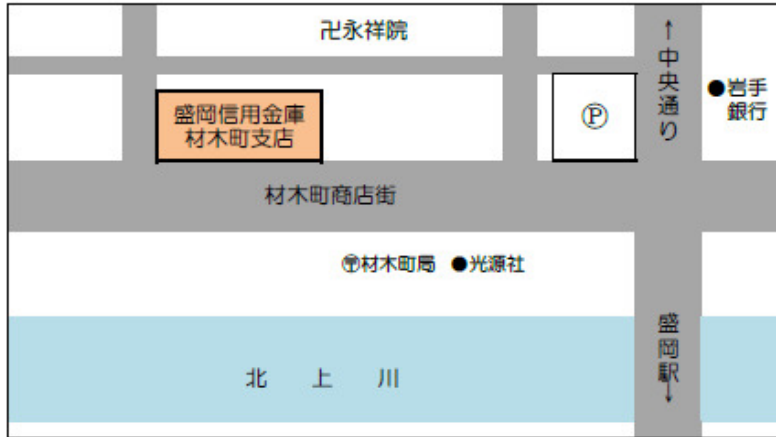 卍永祥院
↑中央通り
●岩手
銀行
盛岡信用金庫
材木町支店
Ⓟ
材木町商店街
〶材木町局 ●光源社
盛岡駅↓
北上川